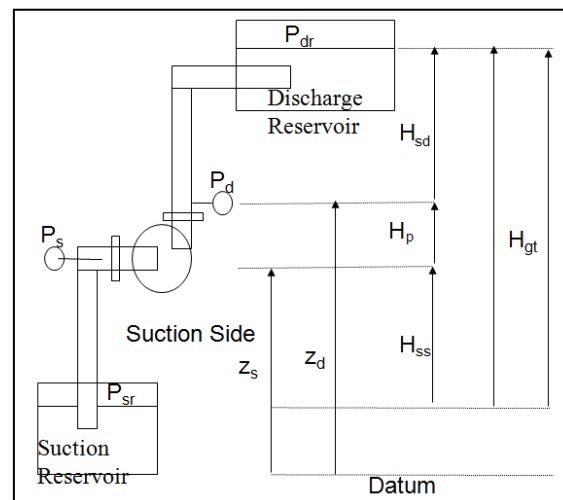 P_dr
Discharge
Reservoir
H_sd
P_d
P_s
H_p
H_gt
Suction Side
H_ss
z_s
z_d
P_sr
Suction
Reservoir
Datum